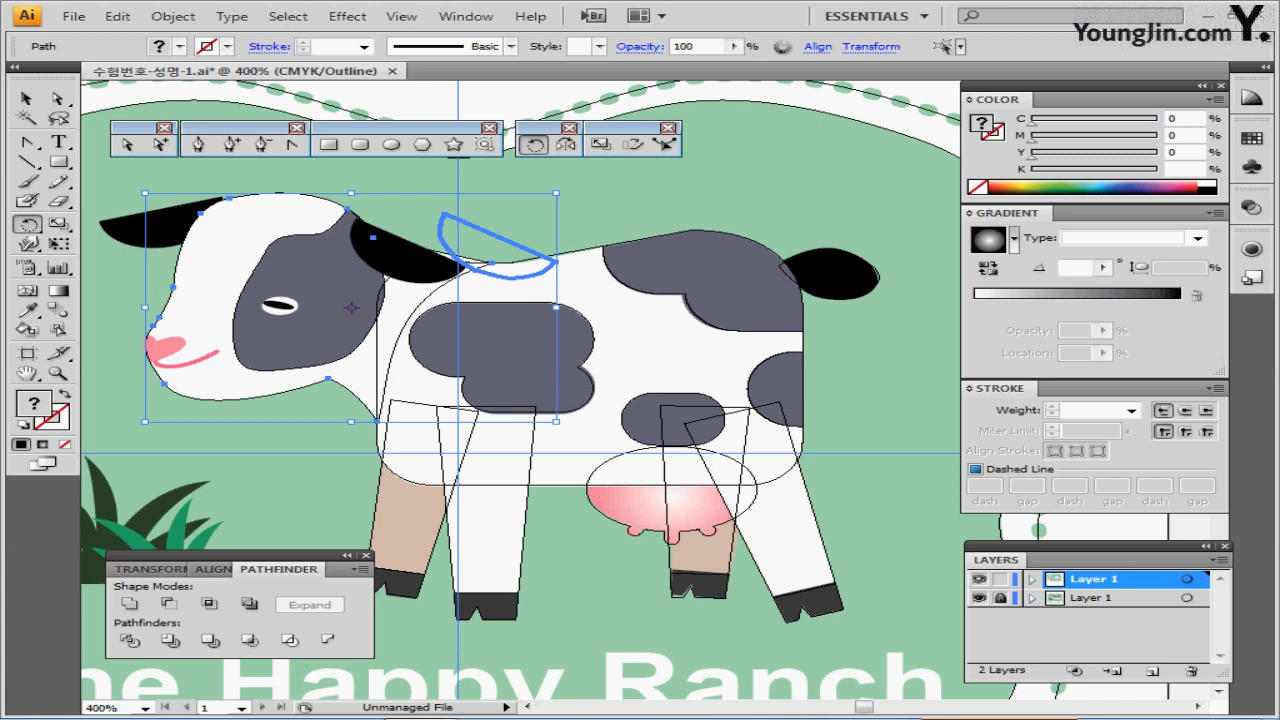 Ai File Edit Object Type Select Effect View Window Help Br ESSENTIALS
Y.
YoungJin.com
Path ? Stroke: Basic Style: Opacity: 100 % Align Transform
수험번호-성명-1.ai* @ 400% (CMYK/Outline)
COLOR
?
C 0 %
M 0 %
Y 0 %
K %
GRADIENT
Type:
° %
Opacity: %
Location: %
STROKE
Weight:
Miter Limit: x
Align Stroke:
Dashed Line
dash gap dash gap dash gap
T
?
TRANSFORM ALIGN PATHFINDER
Shape Modes:
Expand
Pathfinders:
LAYERS
Layer 1
Layer 1
2 Layers
ne Happy Ranch
400% 1 Unmanaged File